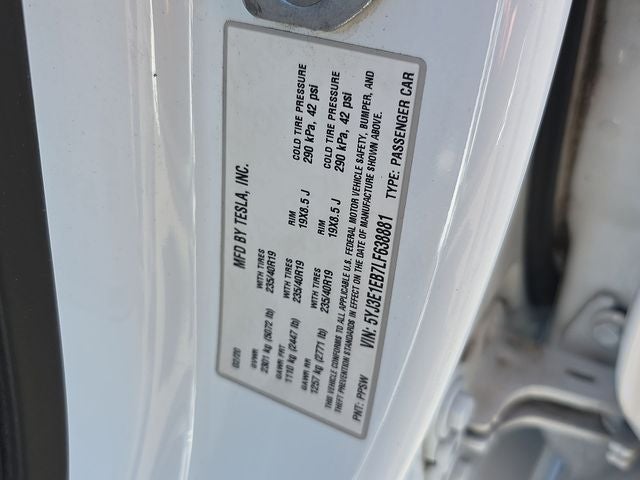 MFD BY TESLA, INC.
02/20
GVWR
2301 kg (5072 lb)
WITH TIRES
235/40R19
RIM
19X8.5 J
COLD TIRE PRESSURE
290 kPa, 42 psi
GAWR FRT
1110 kg (2447 lb)
WITH TIRES
235/40R19
RIM
19X8.5 J
COLD TIRE PRESSURE
290 kPa, 42 psi
GAWR RR
1257 kg (2771 lb)
THIS VEHICLE CONFORMS TO ALL APPLICABLE U.S. FEDERAL MOTOR VEHICLE SAFETY, BUMPER, AND
THEFT PREVENTION STANDARDS IN EFFECT ON THE DATE OF MANUFACTURE SHOWN ABOVE.
VIN: 5YJ3E1EB7LF638881
TYPE: PASSENGER CAR
PNT: PPSW